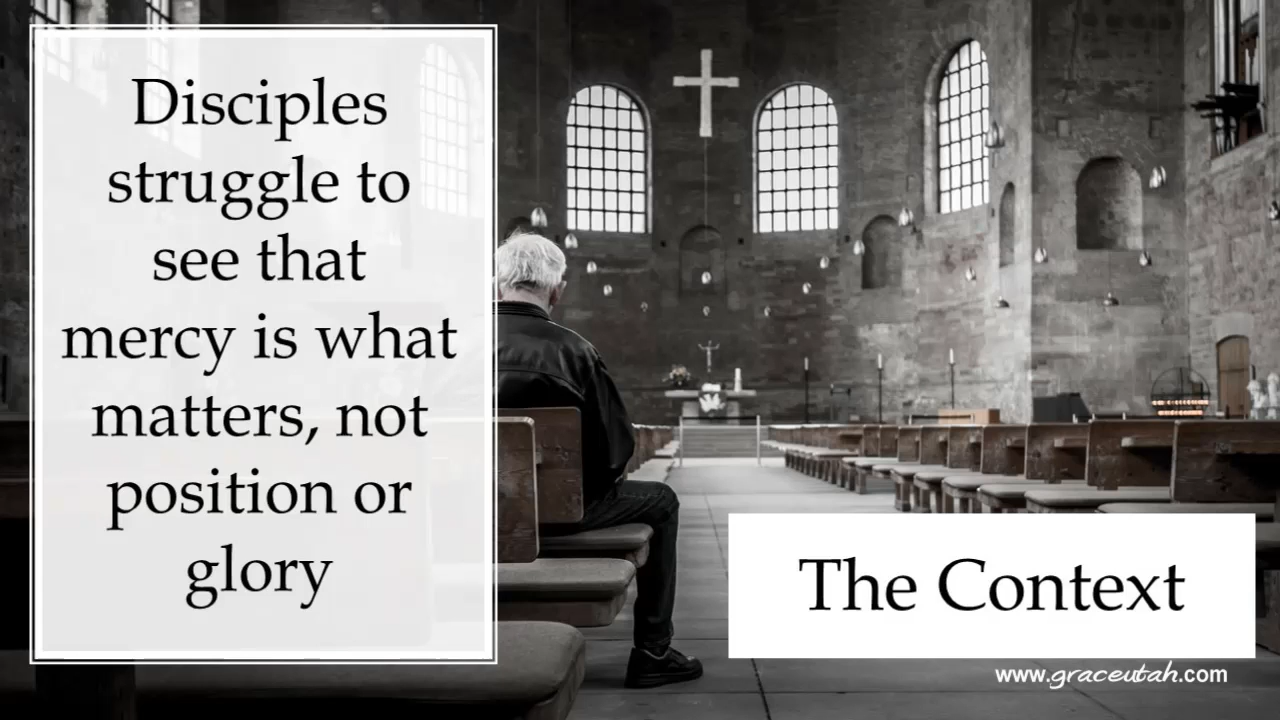 Disciples
struggle to
see that
mercy is what
matters, not
position or
glory
The Context
www.graceutah.com